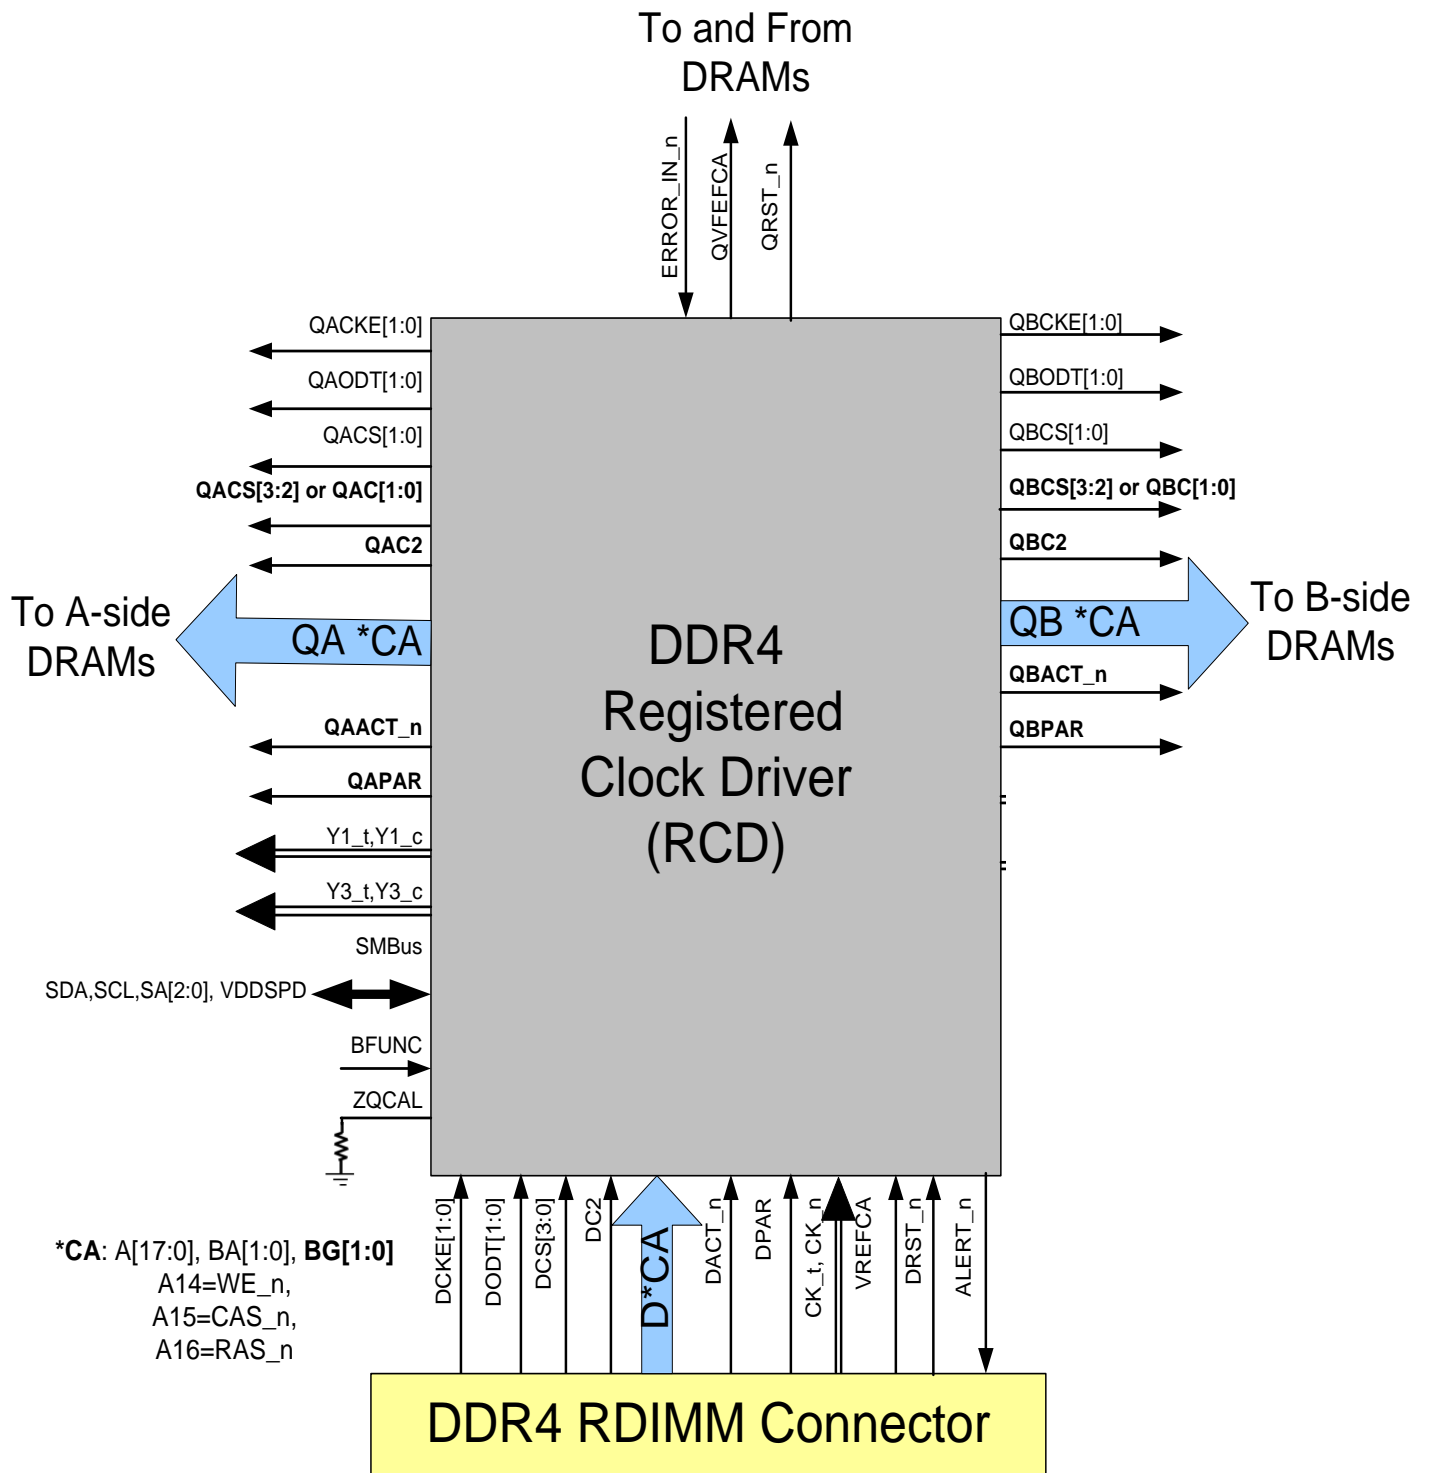 To and From
DRAMs
ERROR_IN_n
QVFEFCA
QRST_n
QACKE[1:0]
QAODT[1:0]
QACS[1:0]
QACS[3:2] or QAC[1:0]
QAC2
To A-side
DRAMs
QA *CA
QAACT_n
QAPAR
Y1_t,Y1_c
Y3_t,Y3_c
SMBus
SDA,SCL,SA[2:0], VDDSPD
BFUNC
ZQCAL
DDR4
Registered
Clock Driver
(RCD)
QBCKE[1:0]
QBODT[1:0]
QBCS[1:0]
QBCS[3:2] or QBC[1:0]
QBC2
QB *CA
To B-side
DRAMs
QBACT_n
QBPAR
*CA: A[17:0], BA[1:0], BG[1:0]
A14=WE_n,
A15=CAS_n,
A16=RAS_n
DCKE[1:0]
DODT[1:0]
DCS[3:0]
DC2
D*CA
DACT_n
DPAR
CK_t, CK_n
VREFCA
DRST_n
ALERT_n
DDR4 RDIMM Connector